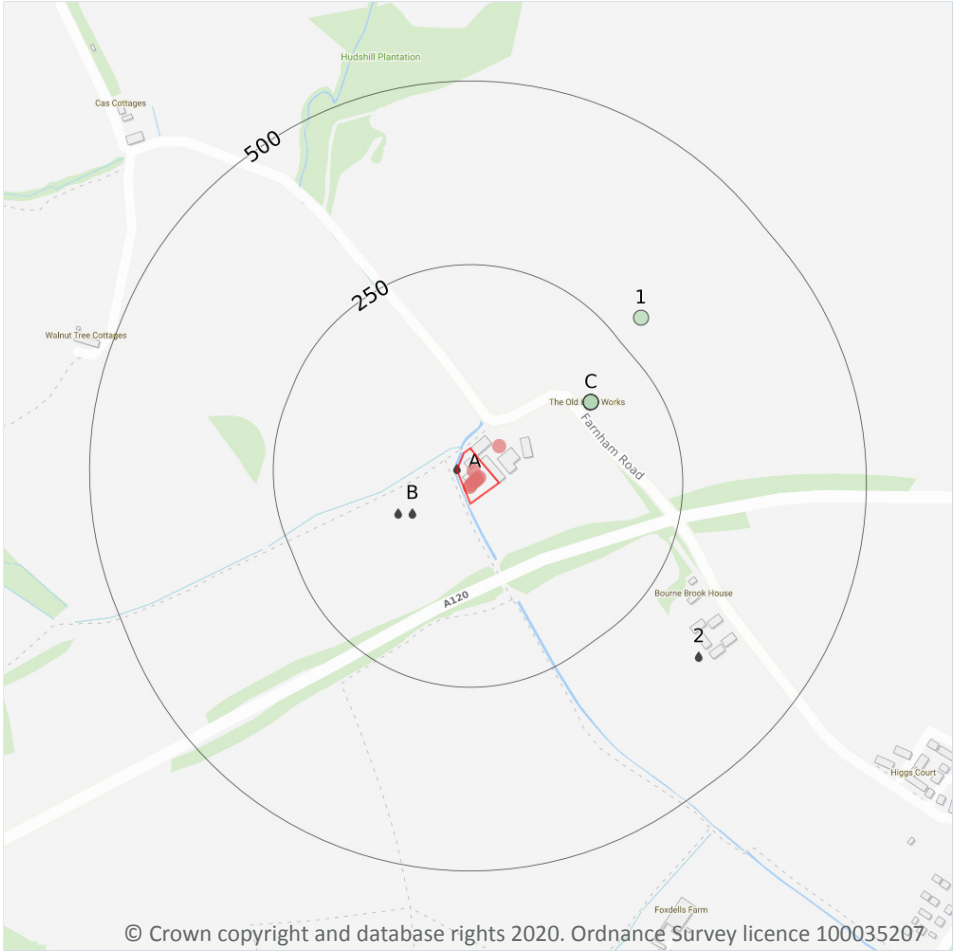 Hudshill Plantation
Cas Cottages
500
250
1
Walnut Tree Cottages
C
The Old Works
Farnham Road
A
B
A120
Bourne Brook House
2
Higgs Court
Foxdells Farm
© Crown copyright and database rights 2020. Ordnance Survey licence 100035207